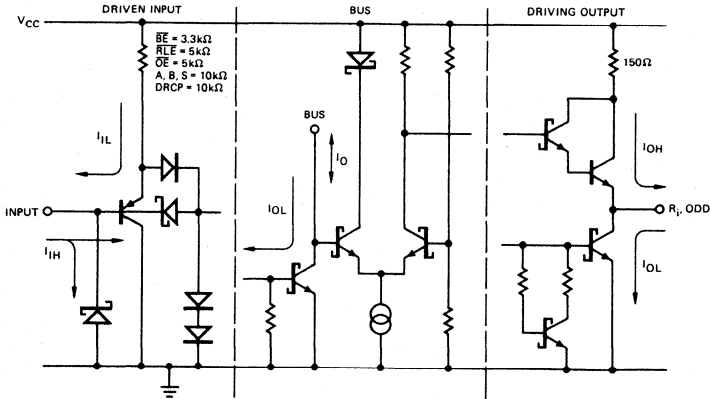 DRIVEN INPUT
BUS
DRIVING OUTPUT
VCC
BE = 3.3kΩ
RLE = 5kΩ
OE = 5kΩ
A, B, S = 10kΩ
DRCP = 10kΩ
150Ω
BUS
IIL
IO
IOH
INPUT
IOL
Ri, ODD
IIH
IOL